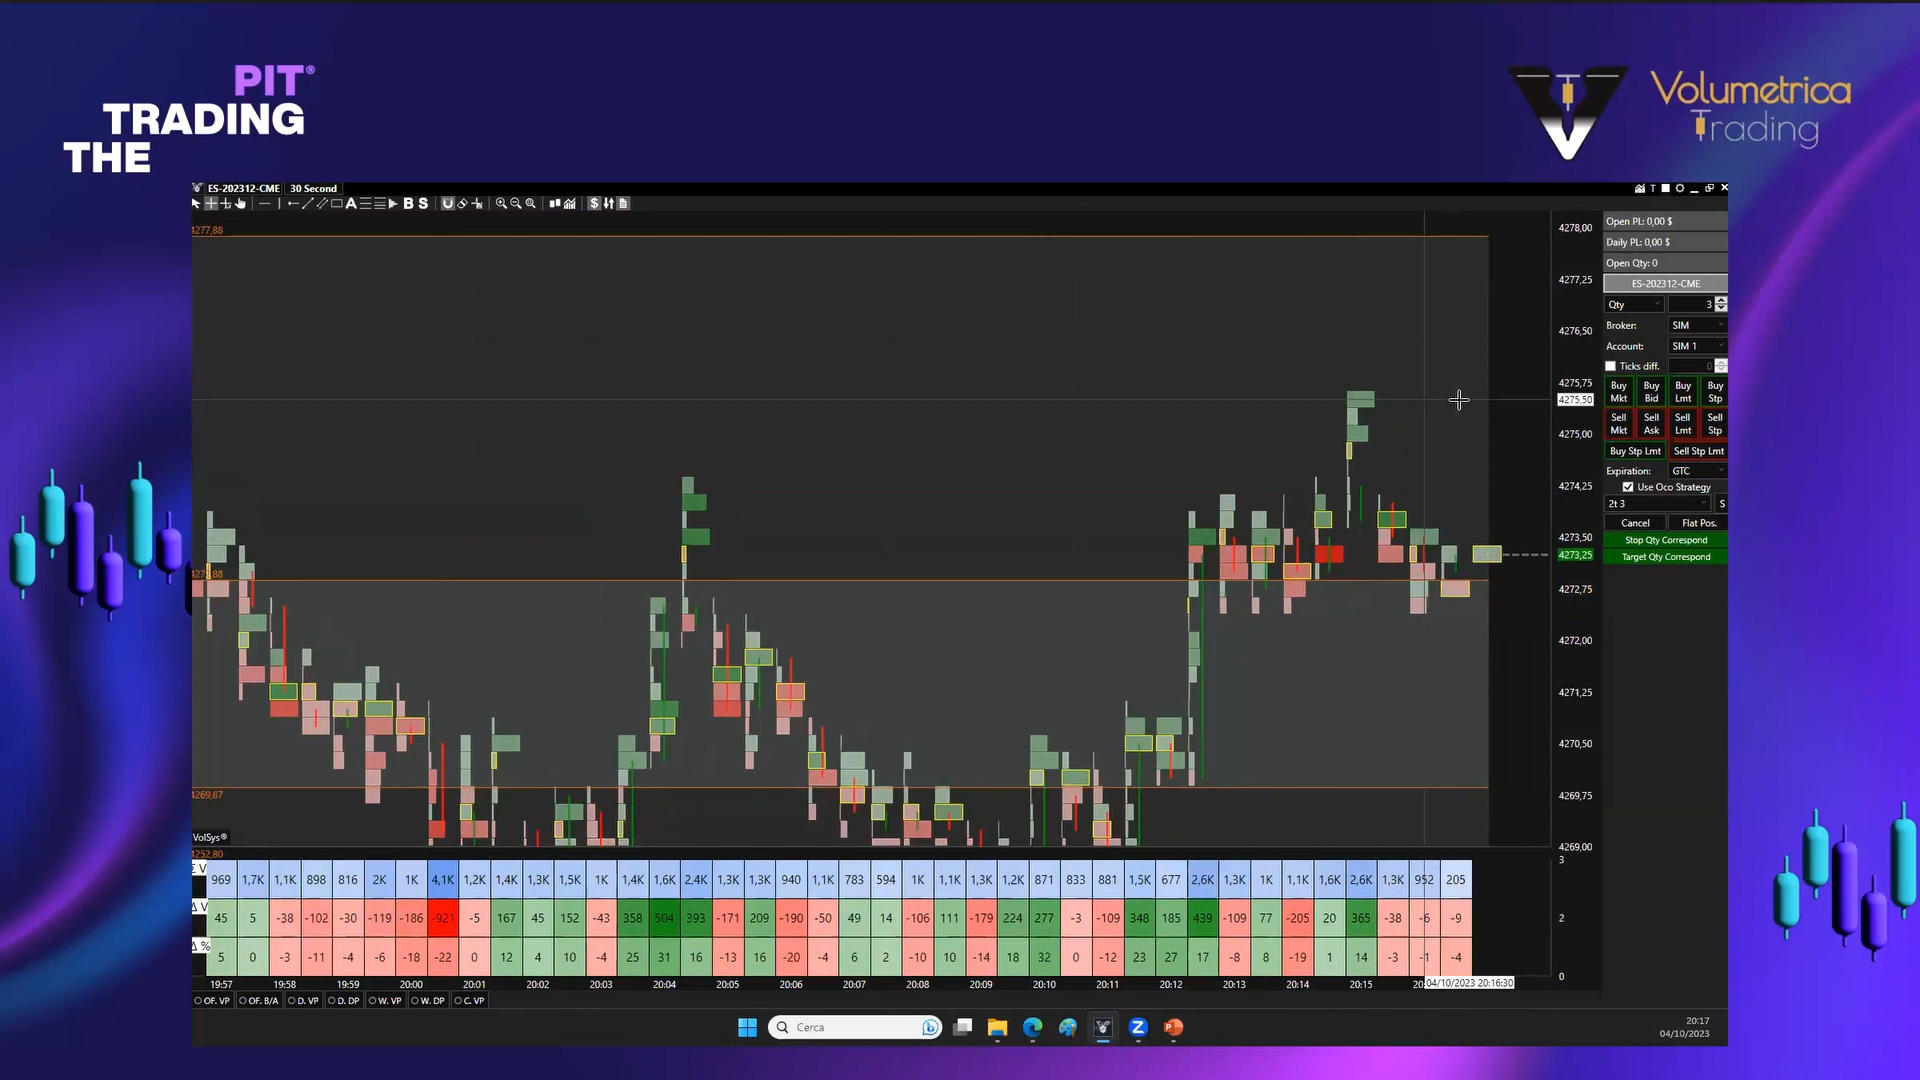 PIT®
TRADING
THE
Volumetrica
Trading
ES-202312-CME 30 Second
A B S $
4277,88
4278,00
4277,25
4276,50
4275,75
4275,50
4275,00
4274,25
4273,50
4273,25
4272,75
4272,00
4271,25
4270,50
4269,75
4269,00
4269,87
VolSys®
4252,80
Open PL: 0,00 $
Daily PL: 0,00 $
Open Qty: 0
ES-202312-CME
Qty 3
Broker: SIM
Account: SIM 1
Ticks diff. 0
Buy Mkt Buy Bid Buy Lmt Buy Stp
Sell Mkt Sell Ask Sell Lmt Sell Stp
Buy Stp Lmt Sell Stp Lmt
Expiration: GTC
Use Oco Strategy
2t 3 S
Cancel Flat Pos.
Stop Qty Correspond
Target Qty Correspond
Σ V 969 1,7K 1,1K 898 816 2K 1K 4,1K 1,2K 1,4K 1,3K 1,5K 1K 1,4K 1,6K 2,4K 1,3K 1,3K 940 1,1K 783 594 1K 1,1K 1,3K 1,2K 871 833 881 1,5K 677 2,6K 1,3K 1K 1,1K 1,6K 2,6K 1,3K 952 205 3
Δ V 45 5 -38 -102 -30 -119 -186 -921 -5 167 45 152 -43 358 504 393 -171 209 -190 -50 49 14 -106 111 -179 224 277 -3 -109 348 185 439 -109 77 -205 20 365 -38 -6 -9 2
Δ % 5 0 -3 -11 -4 -6 -18 -22 0 12 4 10 -4 25 31 16 -13 16 -20 -4 6 2 -10 10 -14 18 32 0 -12 23 27 17 -8 8 -19 1 14 -3 -1 -4 0
19:57 19:58 19:59 20:00 20:01 20:02 20:03 20:04 20:05 20:06 20:07 20:08 20:09 20:10 20:11 20:12 20:13 20:14 20:15 20: 04/10/2023 20:16:30
OF. VP OF. B/A D. VP D. DP W. VP W. DP C. VP
Cerca
20:17
04/10/2023